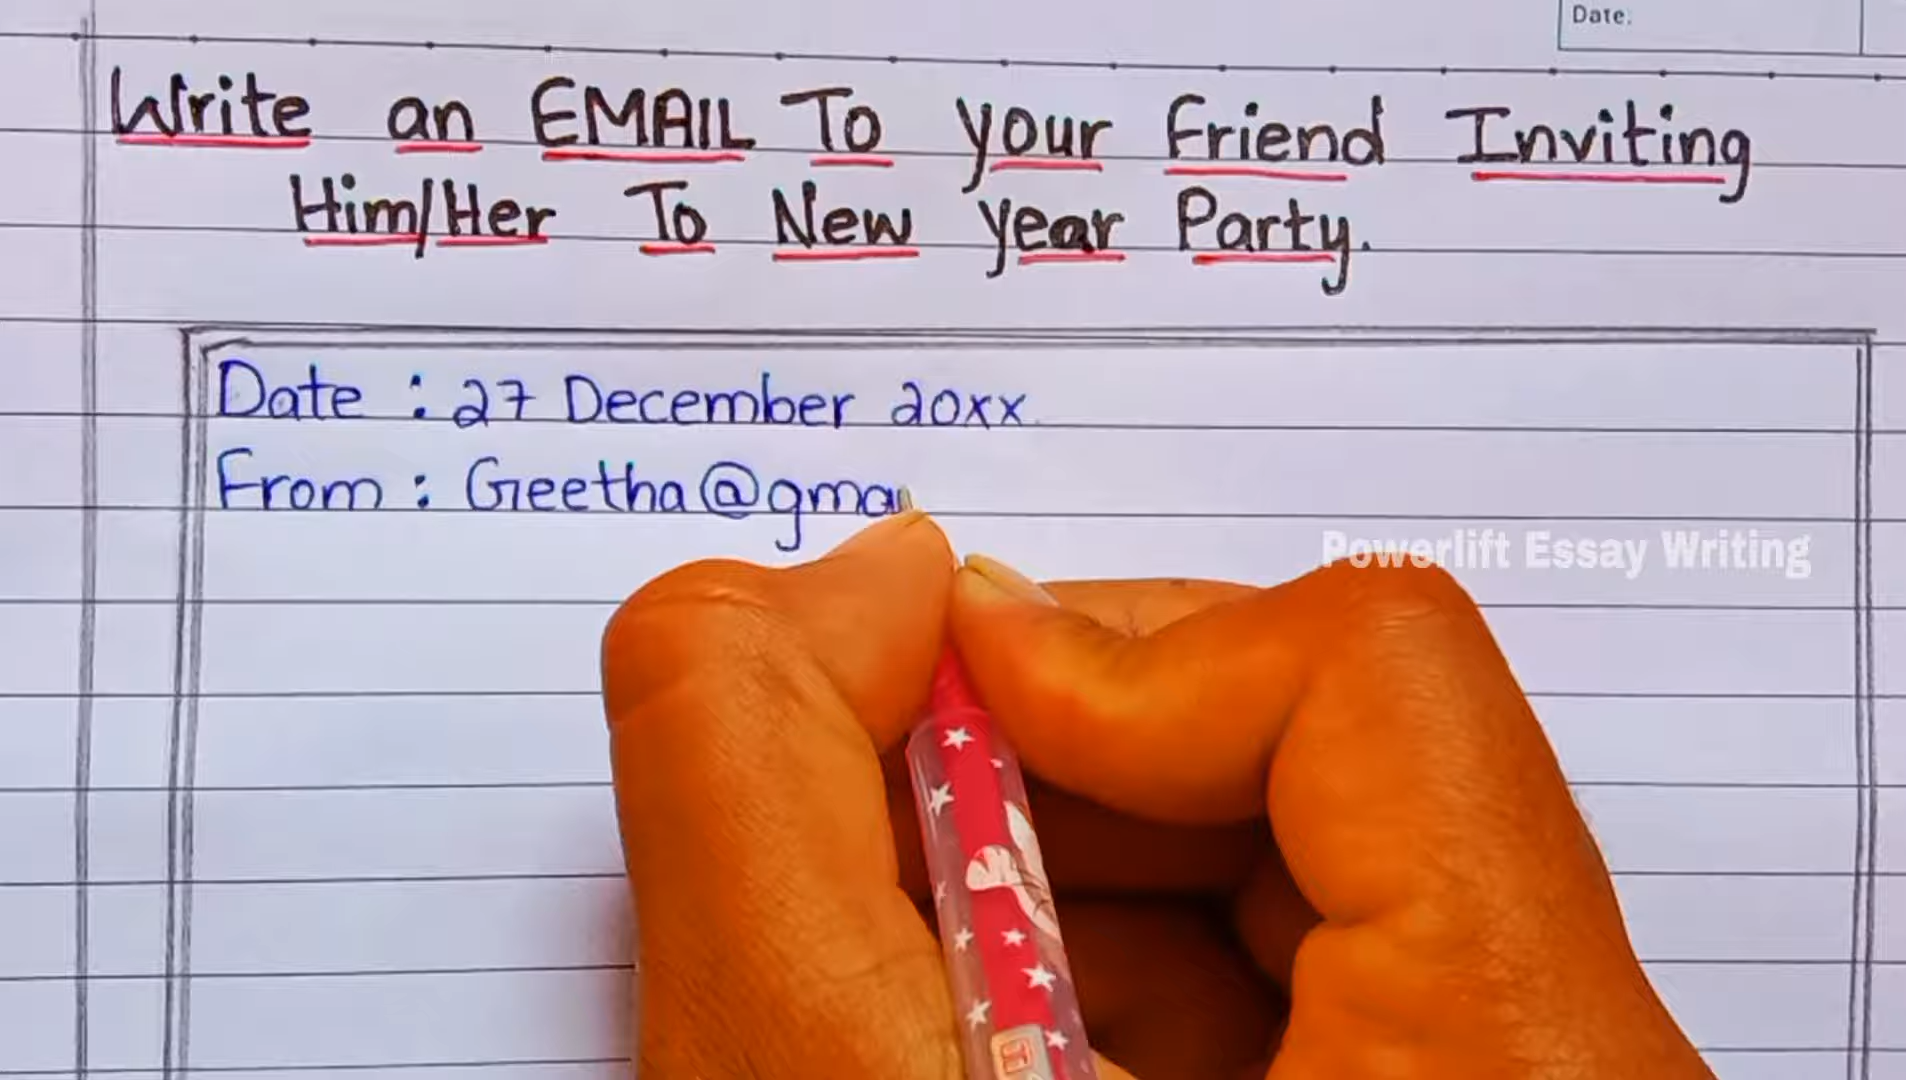 Date:
Write an EMAIL To your Friend Inviting
Him/Her To New year Party.
Date : 27 December 20xx
From : Geetha@gmai
Powerlift Essay Writing